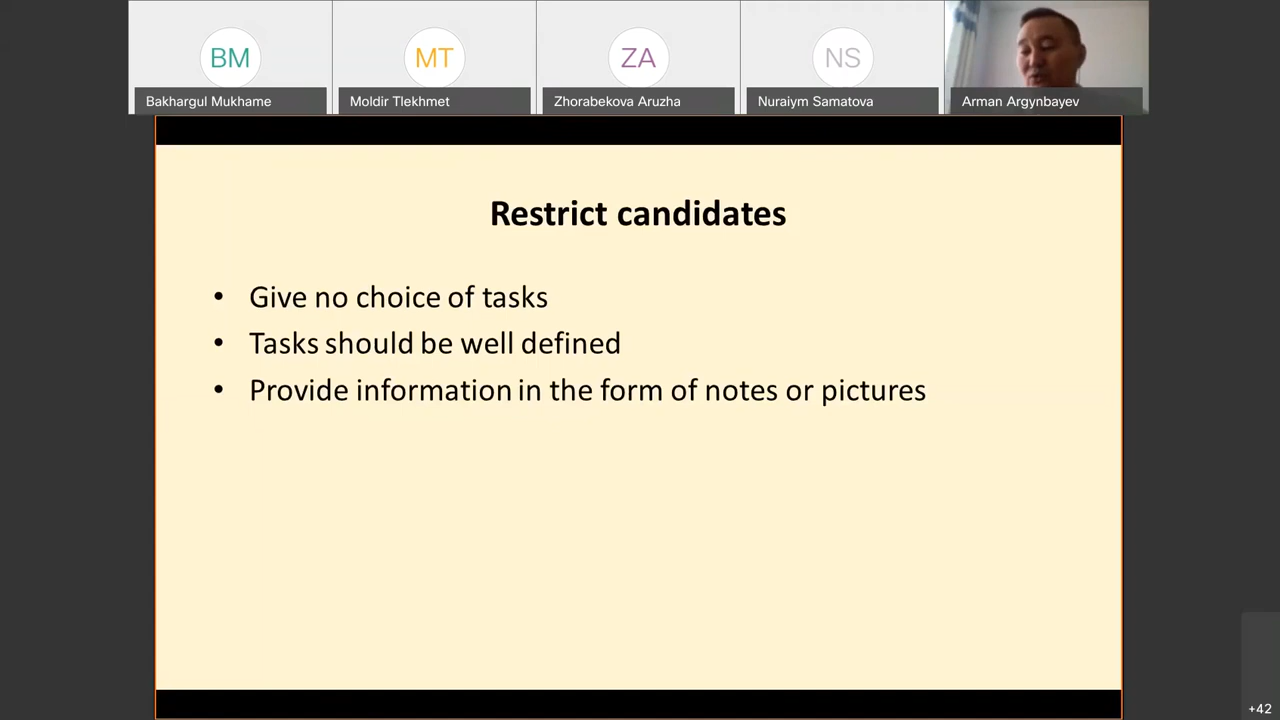 BM
MT
ZA
NS
Bakhargul Mukhame
Moldir Tlekhmet
Zhorabekova Aruzha
Nuraiym Samatova
Arman Argynbayev
Restrict candidates
• Give no choice of tasks
• Tasks should be well defined
• Provide information in the form of notes or pictures
+42